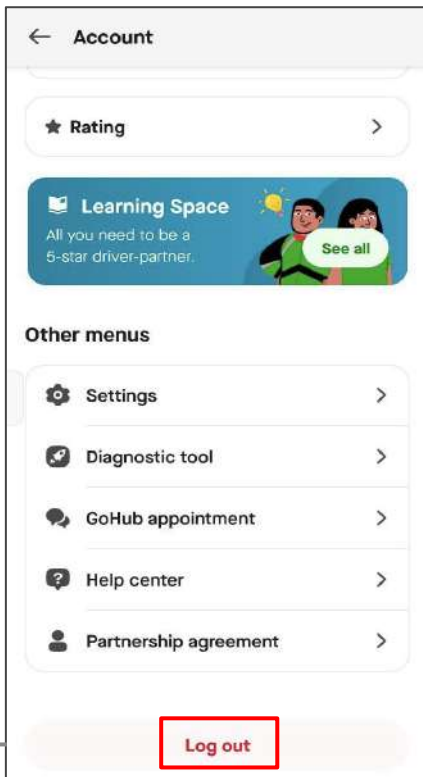 Account
Rating
Learning Space
All you need to be a
5-star driver-partner.
See all
Other menus
Settings
Diagnostic tool
GoHub appointment
Help center
Partnership agreement
Log out